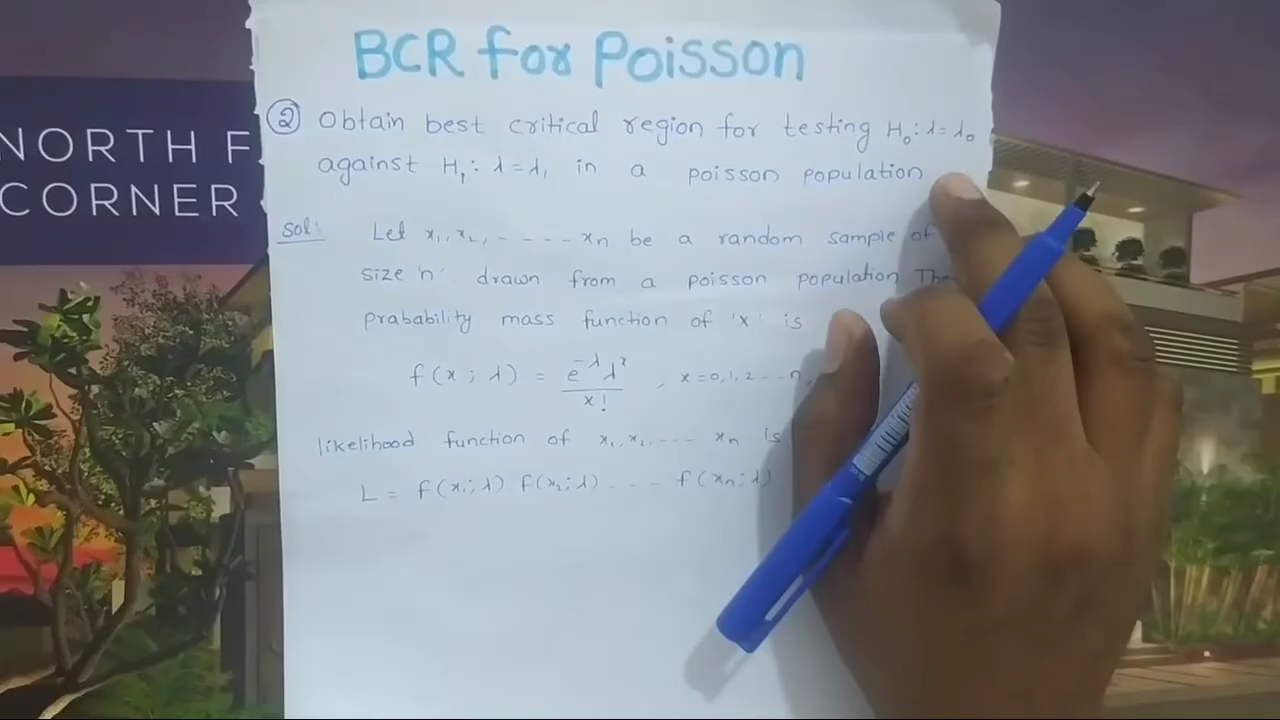 BCR for Poisson
② Obtain best critical region for testing H₀: λ=λ₀
against H₁: λ=λ₁ in a poisson population
Sol:
Let x₁, x₂, - - - - - xn be a random sample of
size 'n'. drawn from a poisson population The
prabability mass function of 'x' is
f(x; λ) = e^-λ λ^x / x! , x=0,1,2 - - - n
likelihood function of x₁, x₂, - - - - xn is
L = f(x₁; λ) f(x₂; λ) - - - - f(xn; λ)
NORTH F
CORNER